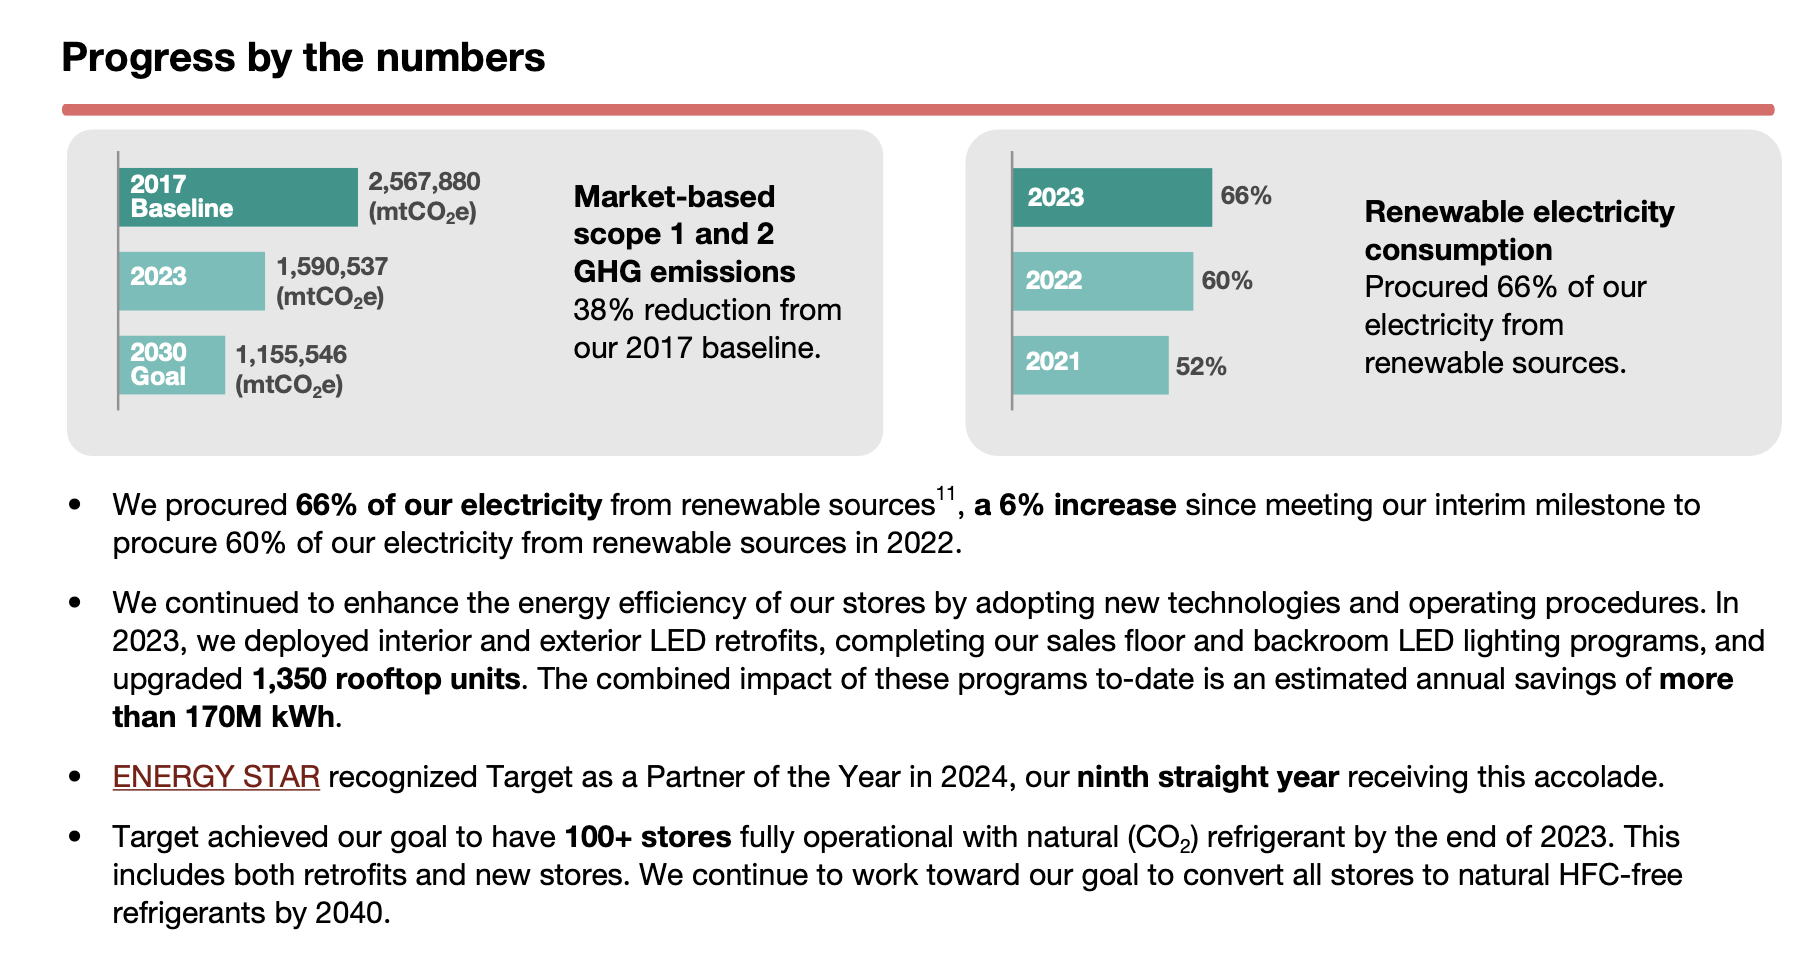 Progress by the numbers
2017
Baseline
2,567,880
(mtCO₂e)
2023
1,590,537
(mtCO₂e)
2030
Goal
1,155,546
(mtCO₂e)
Market-based
scope 1 and 2
GHG emissions
38% reduction from
our 2017 baseline.
2023
66%
2022
60%
2021
52%
Renewable electricity
consumption
Procured 66% of our
electricity from
renewable sources.
• We procured 66% of our electricity from renewable sources¹¹, a 6% increase since meeting our interim milestone to
procure 60% of our electricity from renewable sources in 2022.
• We continued to enhance the energy efficiency of our stores by adopting new technologies and operating procedures. In
2023, we deployed interior and exterior LED retrofits, completing our sales floor and backroom LED lighting programs, and
upgraded 1,350 rooftop units. The combined impact of these programs to-date is an estimated annual savings of more
than 170M kWh.
• ENERGY STAR recognized Target as a Partner of the Year in 2024, our ninth straight year receiving this accolade.
• Target achieved our goal to have 100+ stores fully operational with natural (CO₂) refrigerant by the end of 2023. This
includes both retrofits and new stores. We continue to work toward our goal to convert all stores to natural HFC-free
refrigerants by 2040.